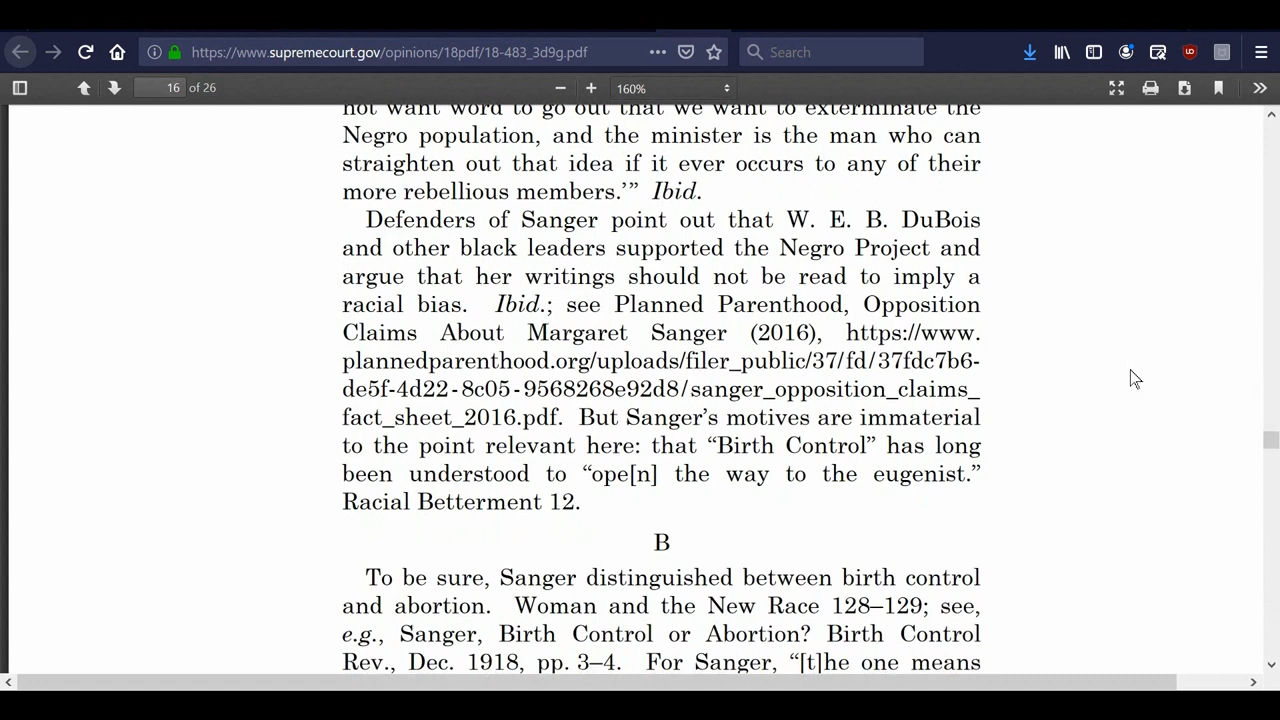 https://www.supremecourt.gov/opinions/18pdf/18-483_3d9g.pdf
Search
16 of 26
160%
not want word to go out that we want to exterminate the
Negro population, and the minister is the man who can
straighten out that idea if it ever occurs to any of their
more rebellious members.’” Ibid.
Defenders of Sanger point out that W. E. B. DuBois
and other black leaders supported the Negro Project and
argue that her writings should not be read to imply a
racial bias. Ibid.; see Planned Parenthood, Opposition
Claims About Margaret Sanger (2016), https://www.
plannedparenthood.org/uploads/filer_public/37/fd/37fdc7b6-
de5f-4d22-8c05-9568268e92d8/sanger_opposition_claims_
fact_sheet_2016.pdf. But Sanger’s motives are immaterial
to the point relevant here: that “Birth Control” has long
been understood to “ope[n] the way to the eugenist.”
Racial Betterment 12.
B
To be sure, Sanger distinguished between birth control
and abortion. Woman and the New Race 128–129; see,
e.g., Sanger, Birth Control or Abortion? Birth Control
Rev., Dec. 1918, pp. 3–4. For Sanger, “[t]he one means